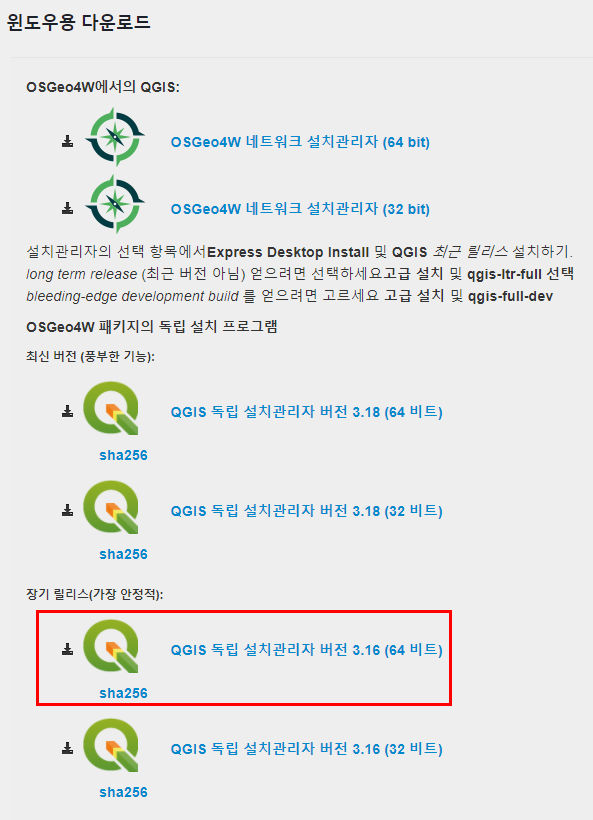 윈도우용 다운로드
OSGeo4W에서의 QGIS:
OSGeo4W 네트워크 설치관리자 (64 bit)
OSGeo4W 네트워크 설치관리자 (32 bit)
설치관리자의 선택 항목에서Express Desktop Install 및 QGIS 최근 릴리스 설치하기.
long term release (최근 버전 아님) 얻으려면 선택하세요고급 설치 및 qgis-ltr-full 선택
bleeding-edge development build 를 얻으려면 고르세요 고급 설치 및 qgis-full-dev
OSGeo4W 패키지의 독립 설치 프로그램
최신 버전 (풍부한 기능):
QGIS 독립 설치관리자 버전 3.18 (64 비트)
sha256
QGIS 독립 설치관리자 버전 3.18 (32 비트)
sha256
장기 릴리스(가장 안정적):
QGIS 독립 설치관리자 버전 3.16 (64 비트)
sha256
QGIS 독립 설치관리자 버전 3.16 (32 비트)
sha256